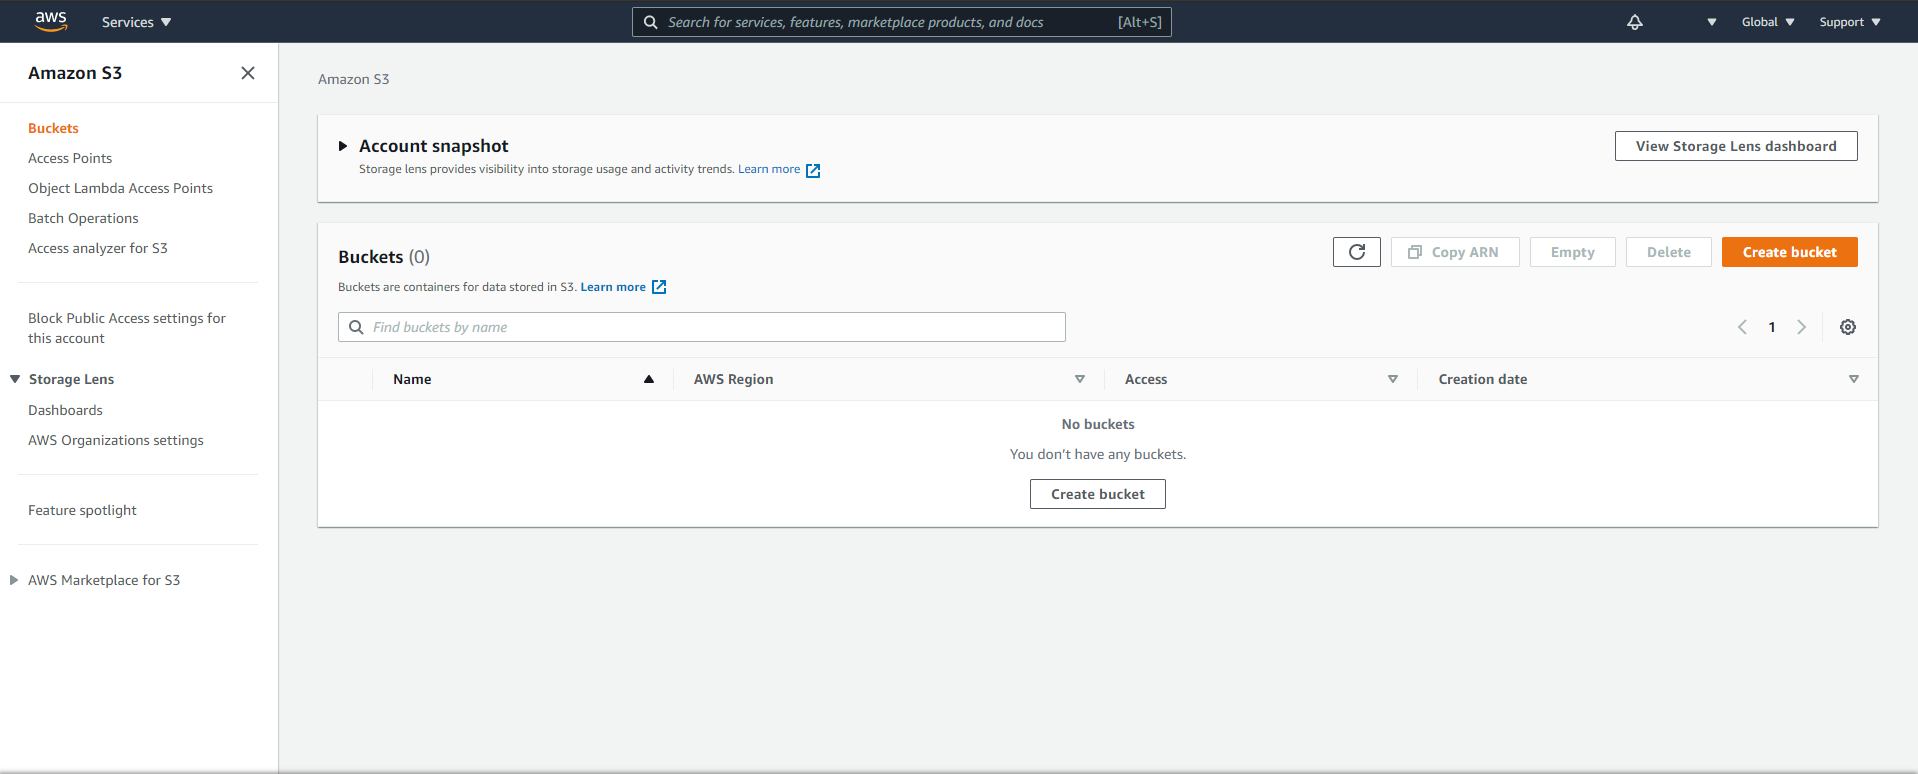 aws
Services
Search for services, features, marketplace products, and docs
[Alt+S]
Global
Support
Amazon S3
Buckets
Access Points
Object Lambda Access Points
Batch Operations
Access analyzer for S3
Block Public Access settings for
this account
Storage Lens
Dashboards
AWS Organizations settings
Feature spotlight
AWS Marketplace for S3
Amazon S3
Account snapshot
Storage lens provides visibility into storage usage and activity trends. Learn more
View Storage Lens dashboard
Buckets (0)
Copy ARN
Empty
Delete
Create bucket
Buckets are containers for data stored in S3. Learn more
Find buckets by name
1
Name
AWS Region
Access
Creation date
No buckets
You don't have any buckets.
Create bucket